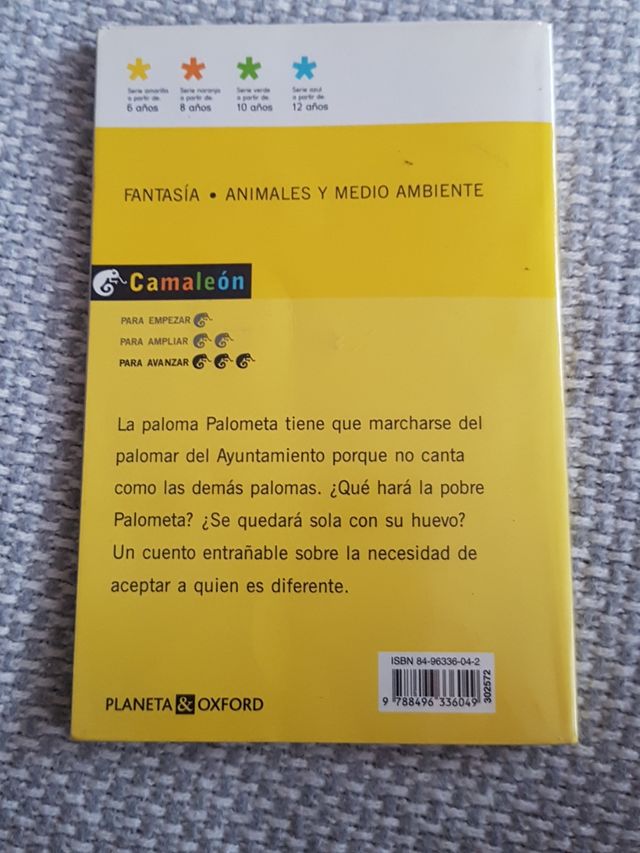 Serie amarilla
a partir de:
6 años
Serie naranja
a partir de:
8 años
Serie verde
a partir de:
10 años
Serie azul
a partir de:
12 años
FANTASÍA • ANIMALES Y MEDIO AMBIENTE
Camaleón
PARA EMPEZAR
PARA AMPLIAR
PARA AVANZAR
La paloma Palometa tiene que marcharse del
palomar del Ayuntamiento porque no canta
como las demás palomas. ¿Qué hará la pobre
Palometa? ¿Se quedará sola con su huevo?
Un cuento entrañable sobre la necesidad de
aceptar a quien es diferente.
ISBN 84-96336-04-2
9 788496 336049
302572
PLANETA & OXFORD